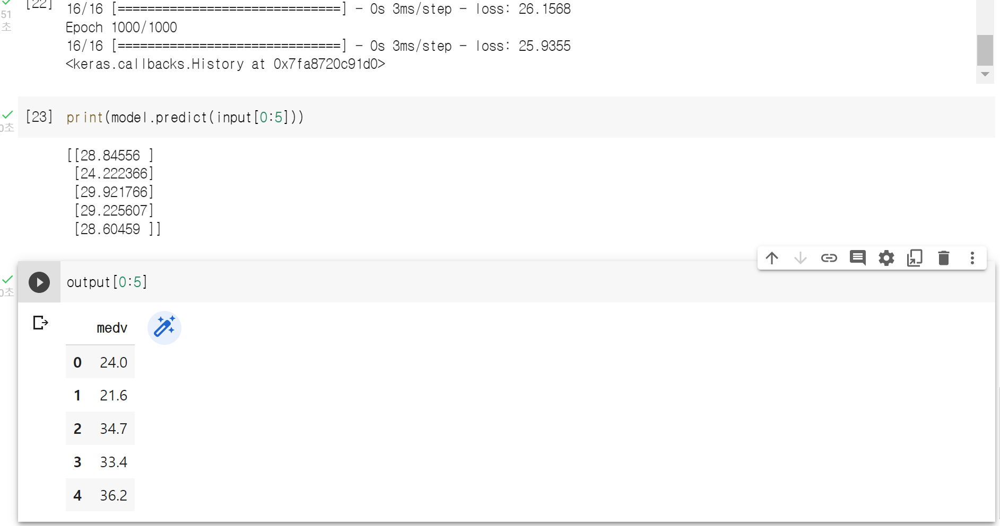 [22]
51
초
16/16 [==============================] - 0s 3ms/step - loss: 26.1568
Epoch 1000/1000
16/16 [==============================] - 0s 3ms/step - loss: 25.9355
<keras.callbacks.History at 0x7fa8720c91d0>
0초
[23] print(model.predict(input[0:5]))
[[28.84556 ]
[24.222366]
[29.921766]
[29.225607]
[28.60459 ]]
0초
output[0:5]
medv
0 24.0
1 21.6
2 34.7
3 33.4
4 36.2